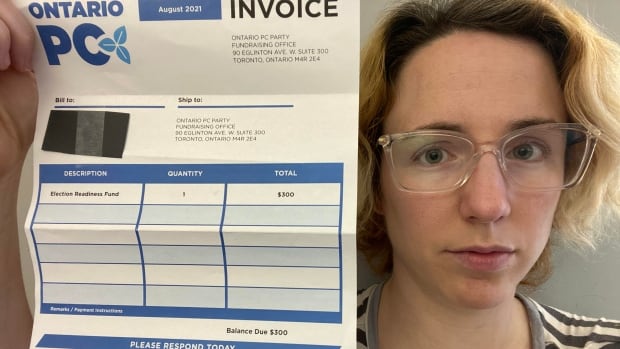 ONTARIO
PC
August 2021
INVOICE
ONTARIO PC PARTY
FUNDRAISING OFFICE
90 EGLINTON AVE. W. SUITE 300
TORONTO, ONTARIO M4R 2E4
Bill to:
Ship to:
ONTARIO PC PARTY
FUNDRAISING OFFICE
90 EGLINTON AVE. W. SUITE 300
TORONTO, ONTARIO M4R 2E4
DESCRIPTION QUANTITY TOTAL
Election Readiness Fund 1 $300
Remarks / Payment Instructions:
Balance Due $300
PLEASE RESPOND TODAY